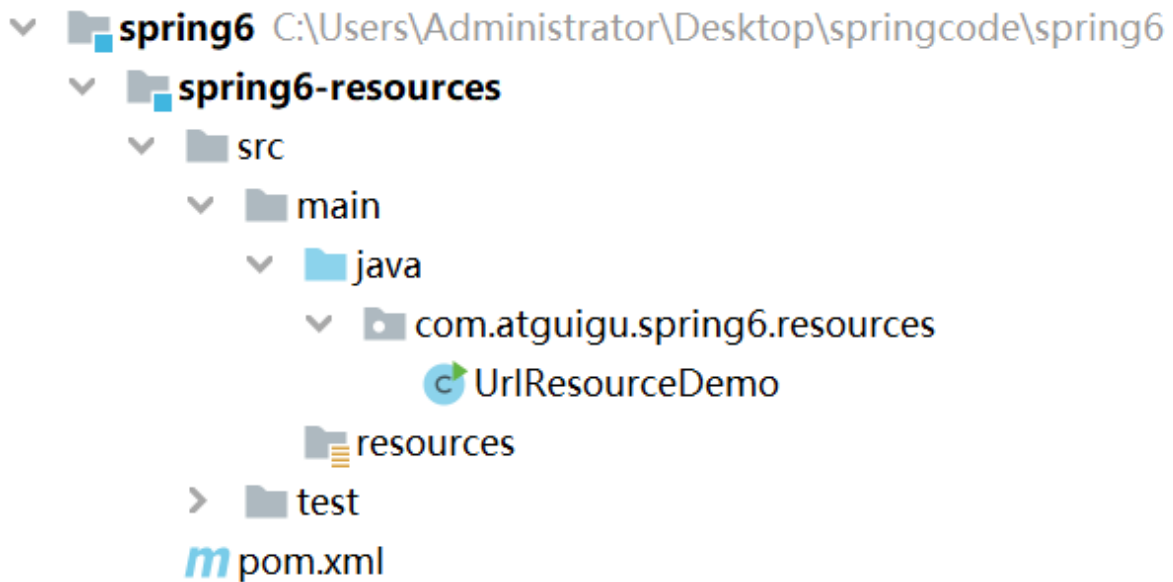 spring6 C:\Users\Administrator\Desktop\springcode\spring6
spring6-resources
src
main
java
com.atguigu.spring6.resources
C UrlResourceDemo
resources
test
m pom.xml